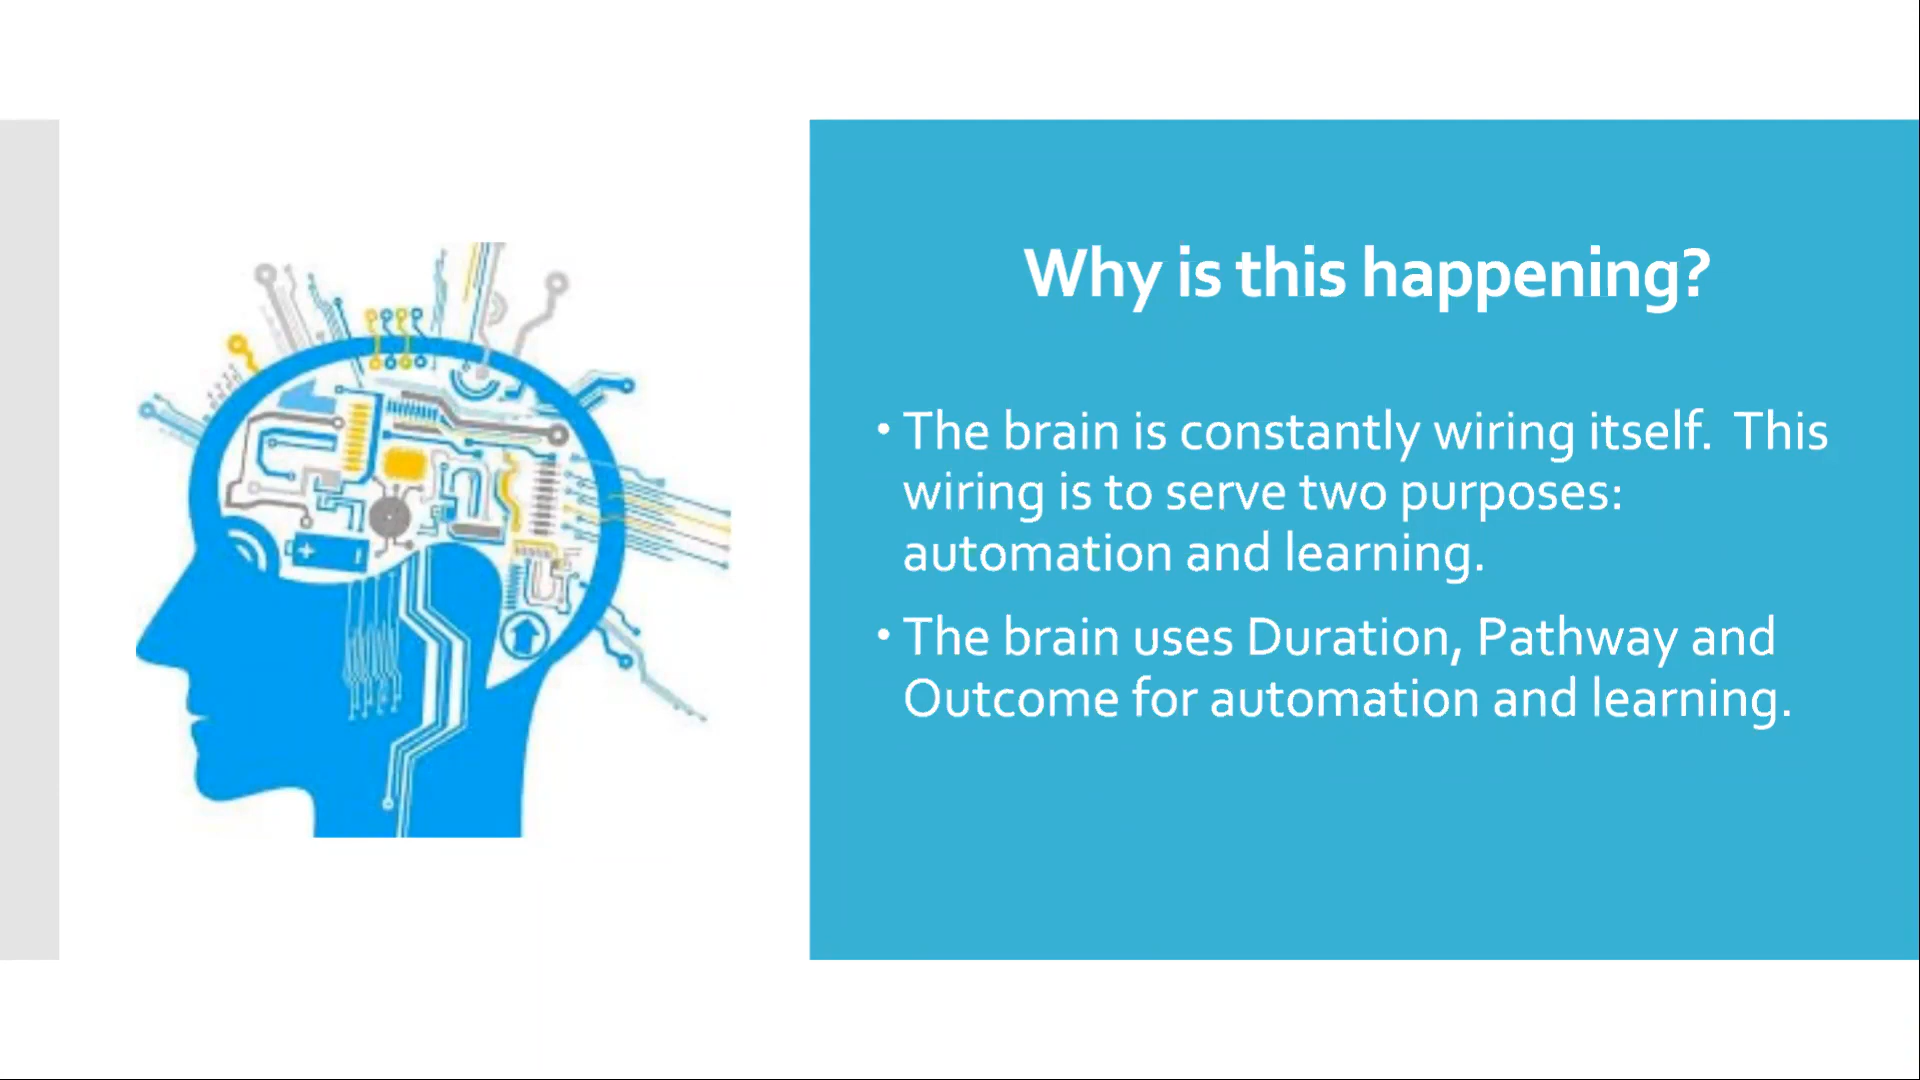 Why is this happening?
• The brain is constantly wiring itself.  This
wiring is to serve two purposes:
automation and learning.
• The brain uses Duration, Pathway and
Outcome for automation and learning.